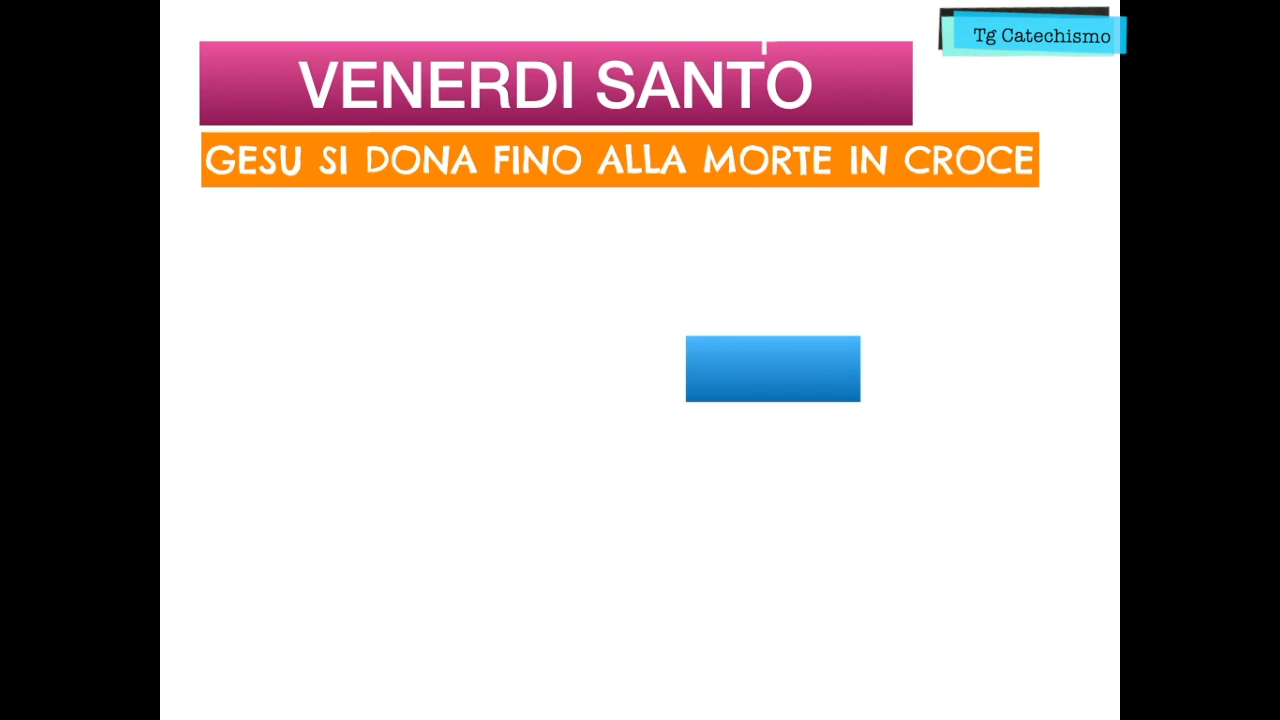 Tg Catechismo
VENERDI SANTO
GESU SI DONA FINO ALLA MORTE IN CROCE